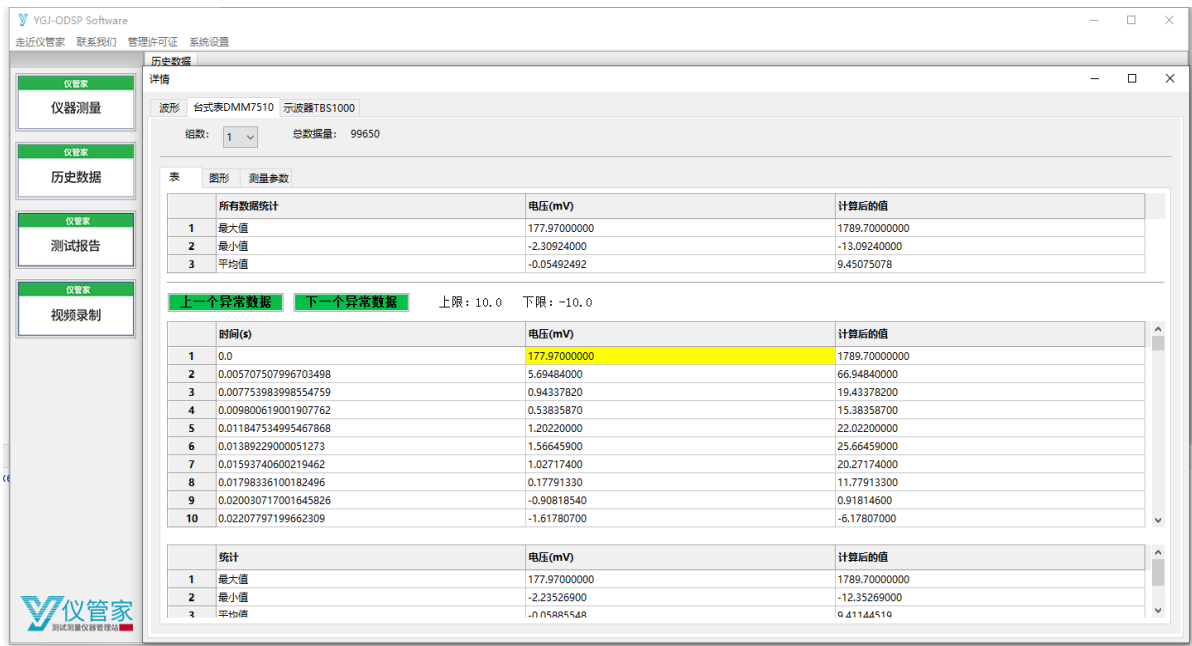 YGJ-ODSP Software
走近仪管家 联系我们 管理许可证 系统设置
历史数据
仪管家
仪器测量
仪管家
历史数据
仪管家
测试报告
仪管家
视频录制
仪管家
测试测量仪器管理站
详情
波形 台式表DMM7510 示波器TBS1000
组数: 1 总数据量: 99650
表 图形 测量参数
所有数据统计 电压(mV) 计算后的值
1 最大值 177.97000000 1789.70000000
2 最小值 -2.30924000 -13.09240000
3 平均值 -0.05492492 9.45075078
上一个异常数据 下一个异常数据 上限: 10.0 下限: -10.0
时间(s) 电压(mV) 计算后的值
1 0.0 177.97000000 1789.70000000
2 0.005707507996703498 5.69484000 66.94840000
3 0.007753983998554759 0.94337820 19.43378200
4 0.009800619001907762 0.53835870 15.38358700
5 0.011847534995467868 1.20220000 22.02200000
6 0.01389229000051273 1.56645900 25.66459000
7 0.01593740600219462 1.02717400 20.27174000
8 0.01798336100182496 0.17791330 11.77913300
9 0.020030717001645826 -0.90818540 0.91814600
10 0.02207797199662309 -1.61780700 -6.17807000
统计 电压(mV) 计算后的值
1 最大值 177.97000000 1789.70000000
2 最小值 -2.23526900 -12.35269000
3 平均值 -0.05885548 9.41144519